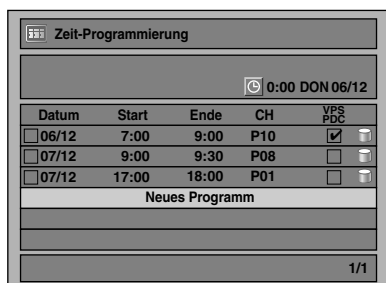 Zeit-Programmierung
0:00 DON 06/12
Datum Start Ende CH VPS PDC
06/12 7:00 9:00 P10
07/12 9:00 9:30 P08
07/12 17:00 18:00 P01
Neues Programm
1/1